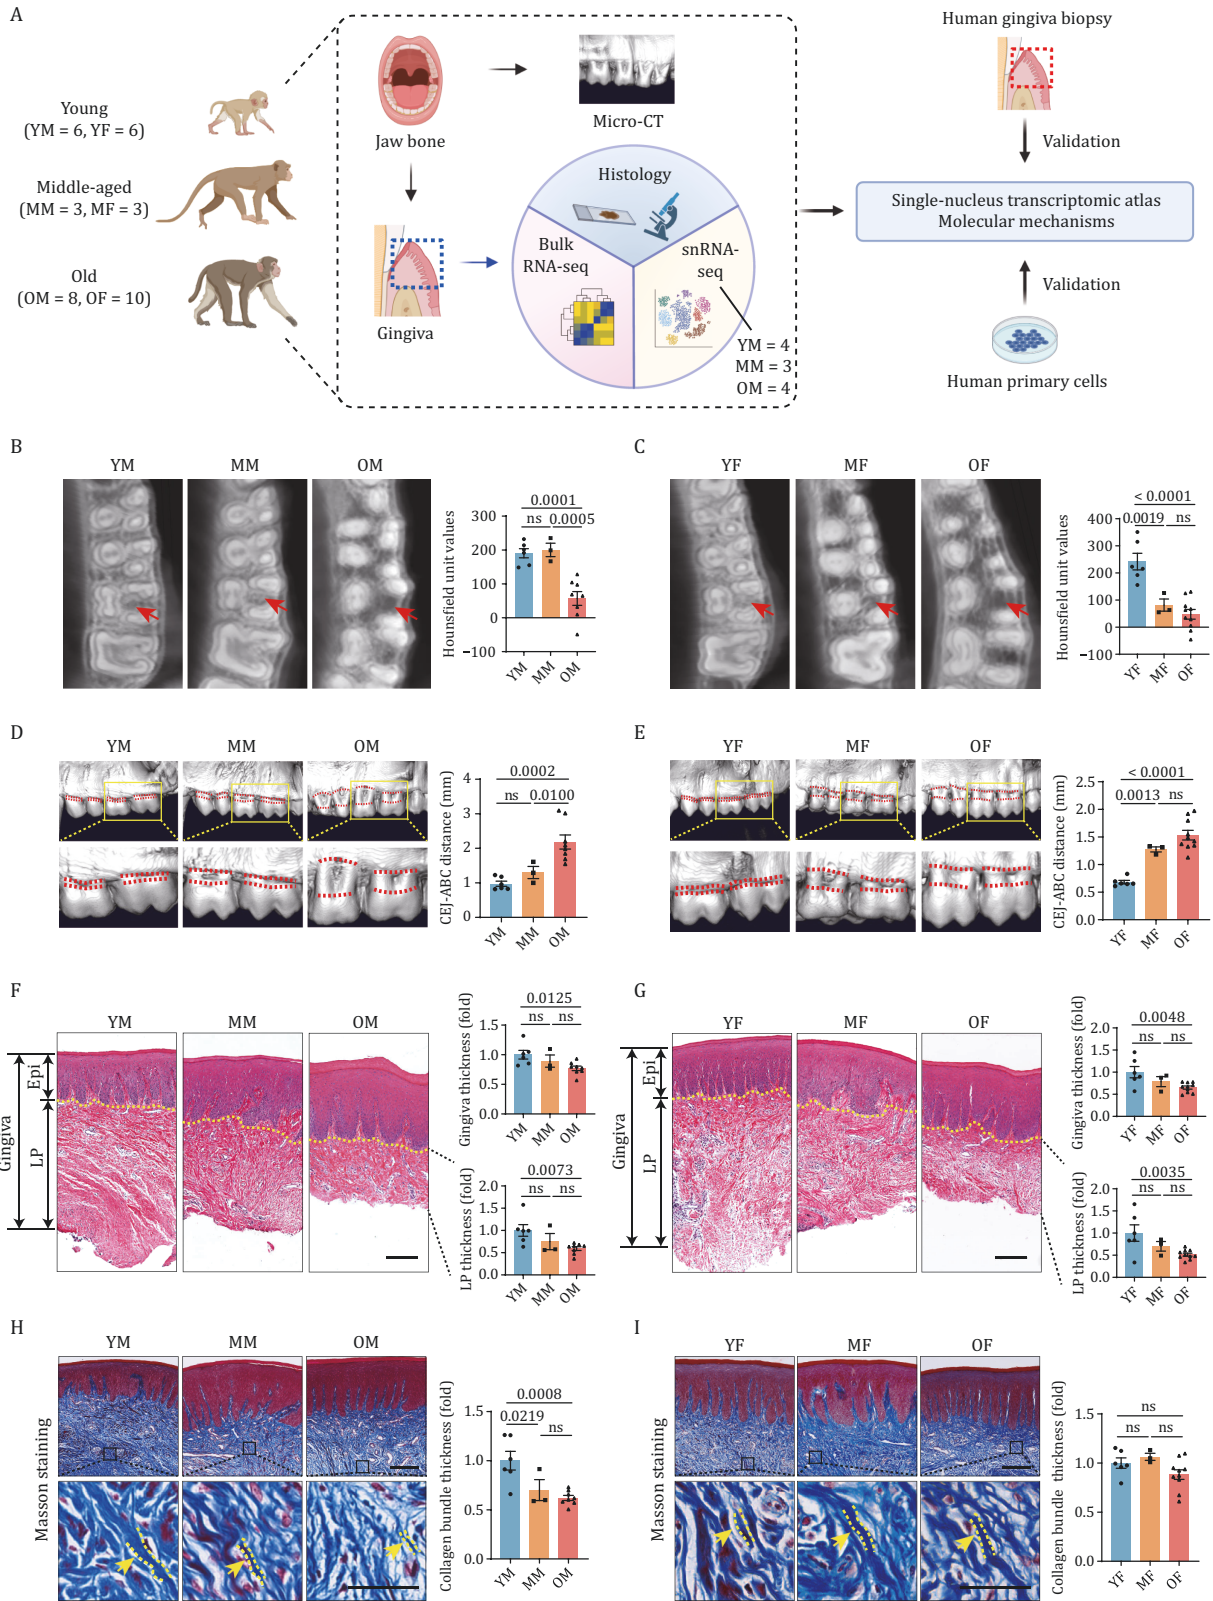 A
Young
(YM = 6, YF = 6)
Middle-aged
(MM = 3, MF = 3)
Old
(OM = 8, OF = 10)
Jaw bone
Micro-CT
Gingiva
Histology
Bulk
RNA-seq
snRNA-
seq
YM = 4
MM = 3
OM = 4
Human gingiva biopsy
Validation
Single-nucleus transcriptomic atlas
Molecular mechanisms
Validation
Human primary cells
B
YM
MM
OM
Hounsfield unit values
0.0001
ns
0.0005
300
200
100
0
−100
YM
MM
OM
C
YF
MF
OF
Hounsfield unit values
< 0.0001
0.0019
ns
400
300
200
100
0
−100
YF
MF
OF
D
YM
MM
OM
CEJ-ABC distance (mm)
0.0002
ns
0.0100
4
3
2
1
0
YM
MM
OM
E
YF
MF
OF
CEJ-ABC distance (mm)
< 0.0001
0.0013
ns
2.5
2.0
1.5
1.0
0.5
0.0
YF
MF
OF
F
YM
MM
OM
Gingiva
Epi
LP
Gingiva thickness (fold)
0.0125
ns
ns
1.5
1.0
0.5
0.0
YM
MM
OM
LP thickness (fold)
0.0073
ns
ns
2.0
1.5
1.0
0.5
0.0
YM
MM
OM
G
YF
MF
OF
Gingiva
Epi
LP
Gingiva thickness (fold)
0.0048
ns
ns
2.0
1.5
1.0
0.5
0.0
YF
MF
OF
LP thickness (fold)
0.0035
ns
ns
2.0
1.5
1.0
0.5
0.0
YF
MF
OF
H
YM
MM
OM
Masson staining
Collagen bundle thickness (fold)
0.0008
0.0219
ns
1.5
1.0
0.5
0.0
YM
MM
OM
I
YF
MF
OF
Masson staining
Collagen bundle thickness (fold)
ns
ns
ns
1.5
1.0
0.5
0.0
YF
MF
OF